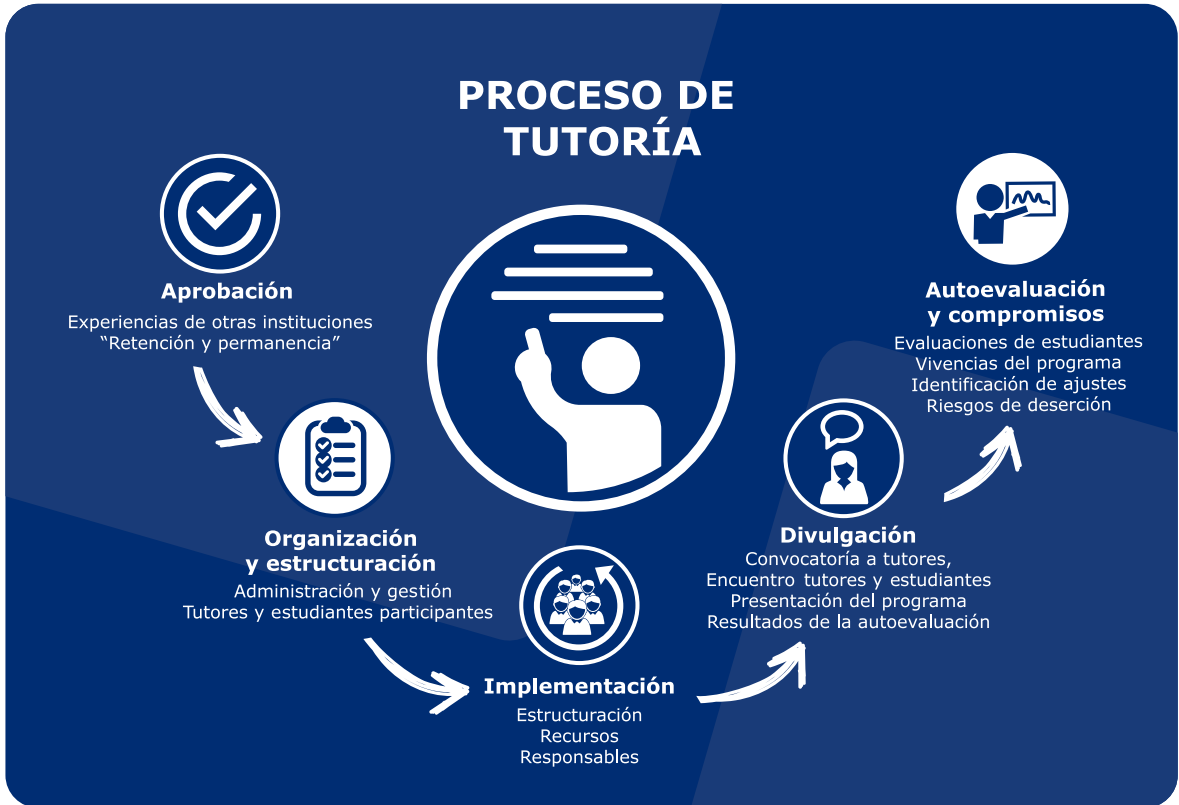 PROCESO DE
TUTORÍA
Aprobación
Experiencias de otras instituciones
“Retención y permanencia”
Organización
y estructuración
Administración y gestión
Tutores y estudiantes participantes
Implementación
Estructuración
Recursos
Responsables
Divulgación
Convocatoría a tutores,
Encuentro tutores y estudiantes
Presentación del programa
Resultados de la autoevaluación
Autoevaluación
y compromisos
Evaluaciones de estudiantes
Vivencias del programa
Identificación de ajustes
Riesgos de deserción